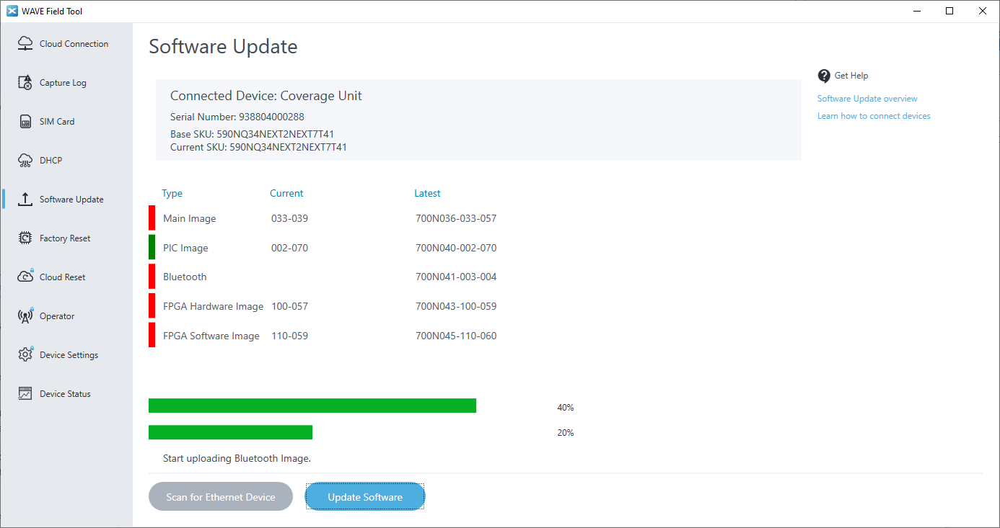 WAVE Field Tool
Cloud Connection
Capture Log
SIM Card
DHCP
Software Update
Factory Reset
Cloud Reset
Operator
Device Settings
Device Status
Software Update
Connected Device: Coverage Unit
Serial Number: 938804000288
Base SKU: 590NQ34NEXT2NEXT7T41
Current SKU: 590NQ34NEXT2NEXT7T41
? Get Help
Software Update overview
Learn how to connect devices
Type Current Latest
Main Image 033-039 700N036-033-057
PIC Image 002-070 700N040-002-070
Bluetooth 700N041-003-004
FPGA Hardware Image 100-057 700N043-100-059
FPGA Software Image 110-059 700N045-110-060
40%
20%
Start uploading Bluetooth Image.
Scan for Ethernet Device Update Software